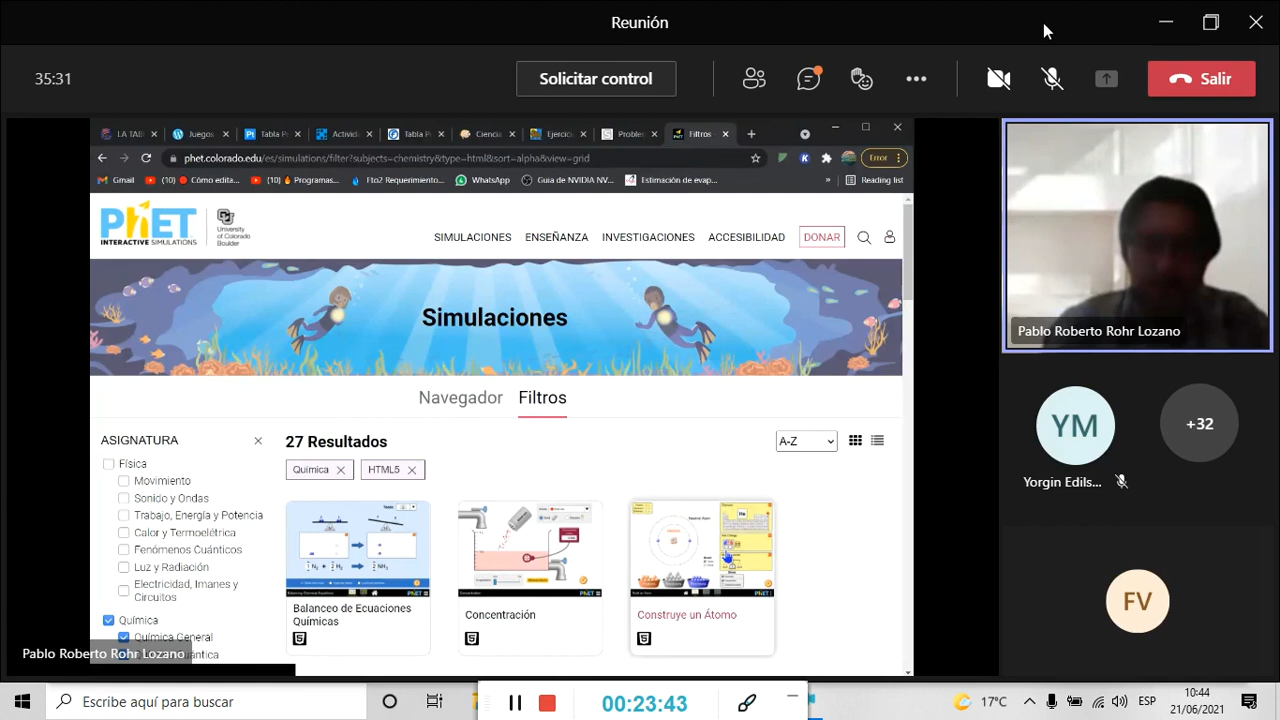 Reunión
35:31
Solicitar control
Salir
LA TAB
Juegos
Tabla P
Activid
Tabla P
Ciencia
Ejercic
Problem
Filtros -
phet.colorado.edu/es/simulations/filter?subjects=chemistry&type=html&sort=alpha&view=grid
Error
Gmail
(10) Cómo edita...
(10) Programas...
Fto2 Requerimiento...
WhatsApp
Guia de NVIDIA NV...
Estimación de evap...
»
Reading list
PhET
INTERACTIVE SIMULATIONS
University of Colorado Boulder
SIMULACIONES
ENSEÑANZA
INVESTIGACIONES
ACCESIBILIDAD
DONAR
Simulaciones
Navegador
Filtros
ASIGNATURA
Física
Movimiento
Sonido y Ondas
Trabajo, Energía y Potencia
Calor y Termoeléctrica
Fenómenos Cuánticos
Luz y Radiación
Electricidad, Imanes y
Circuitos
Química
Química General
27 Resultados
A-Z
Química
HTML5
Balanceo de Ecuaciones
Químicas
Concentración
Construye un Átomo
Pablo Roberto Rohr Lozano
Pablo Roberto Rohr Lozano
YM
+32
Yorgin Edils...
FV
Escribe aquí para buscar
00:23:43
17°C
ESP
10:44
21/06/2021